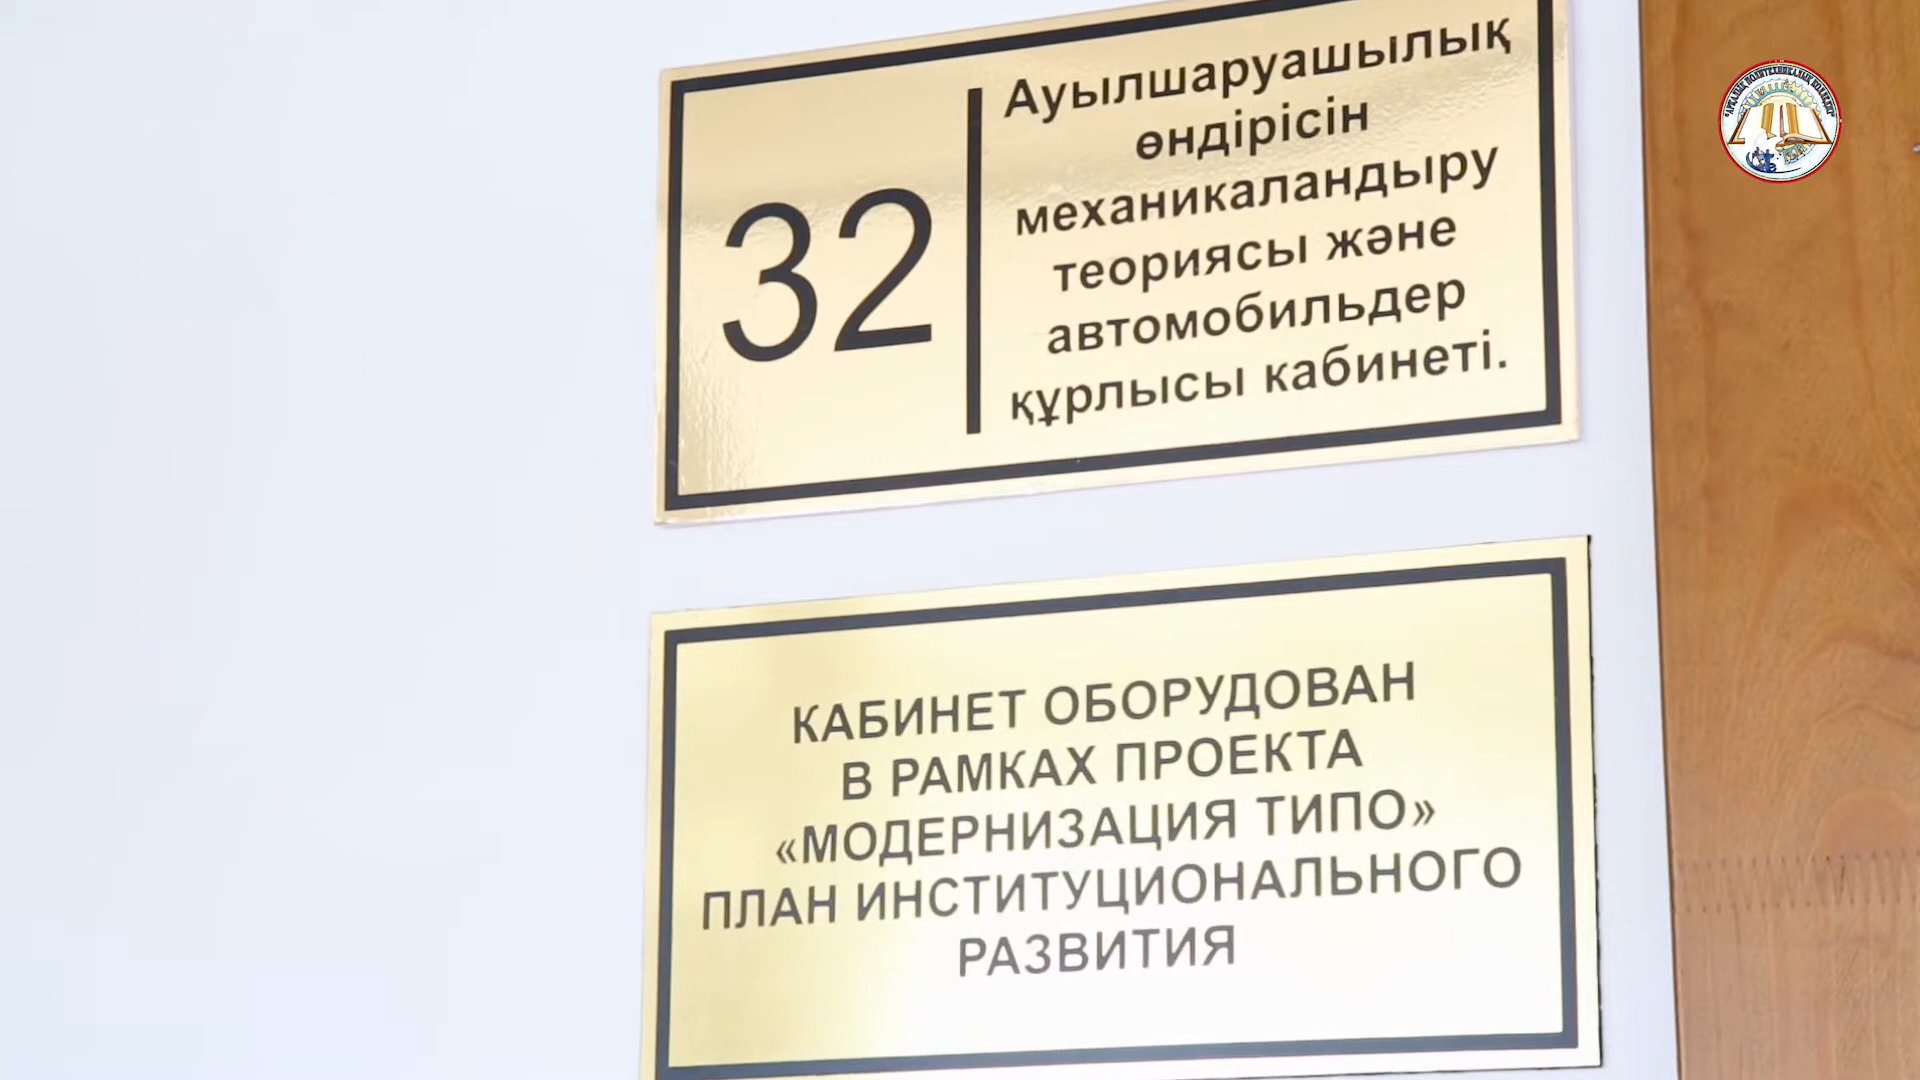 32
Ауылшаруашылық
өндірісін
механикаландыру
теориясы және
автомобильдер
құрлысы кабинеті.
КАБИНЕТ ОБОРУДОВАН
В РАМКАХ ПРОЕКТА
«МОДЕРНИЗАЦИЯ ТИПО»
ПЛАН ИНСТИТУЦИОНАЛЬНОГО
РАЗВИТИЯ